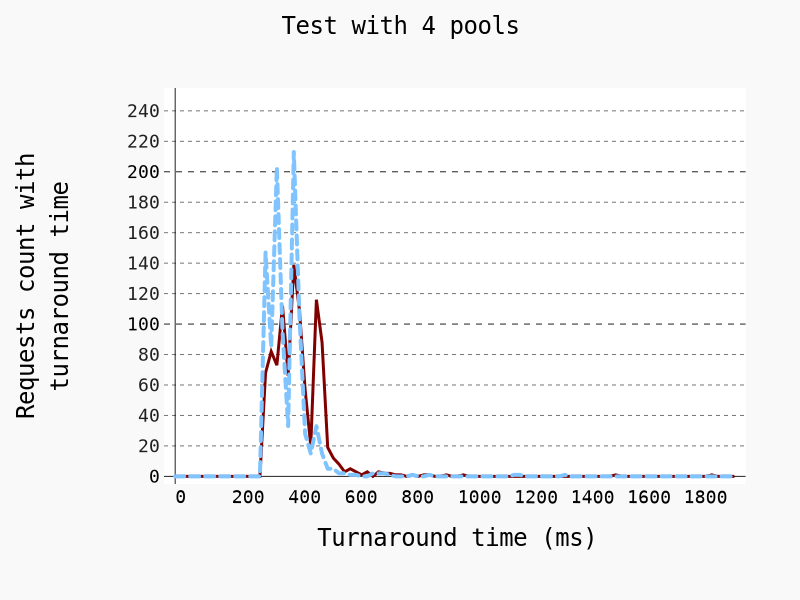 Test with 4 pools
Requests count with
turnaround time
240
220
200
180
160
140
120
100
80
60
40
20
0
0 200 400 600 800 1000 1200 1400 1600 1800
Turnaround time (ms)